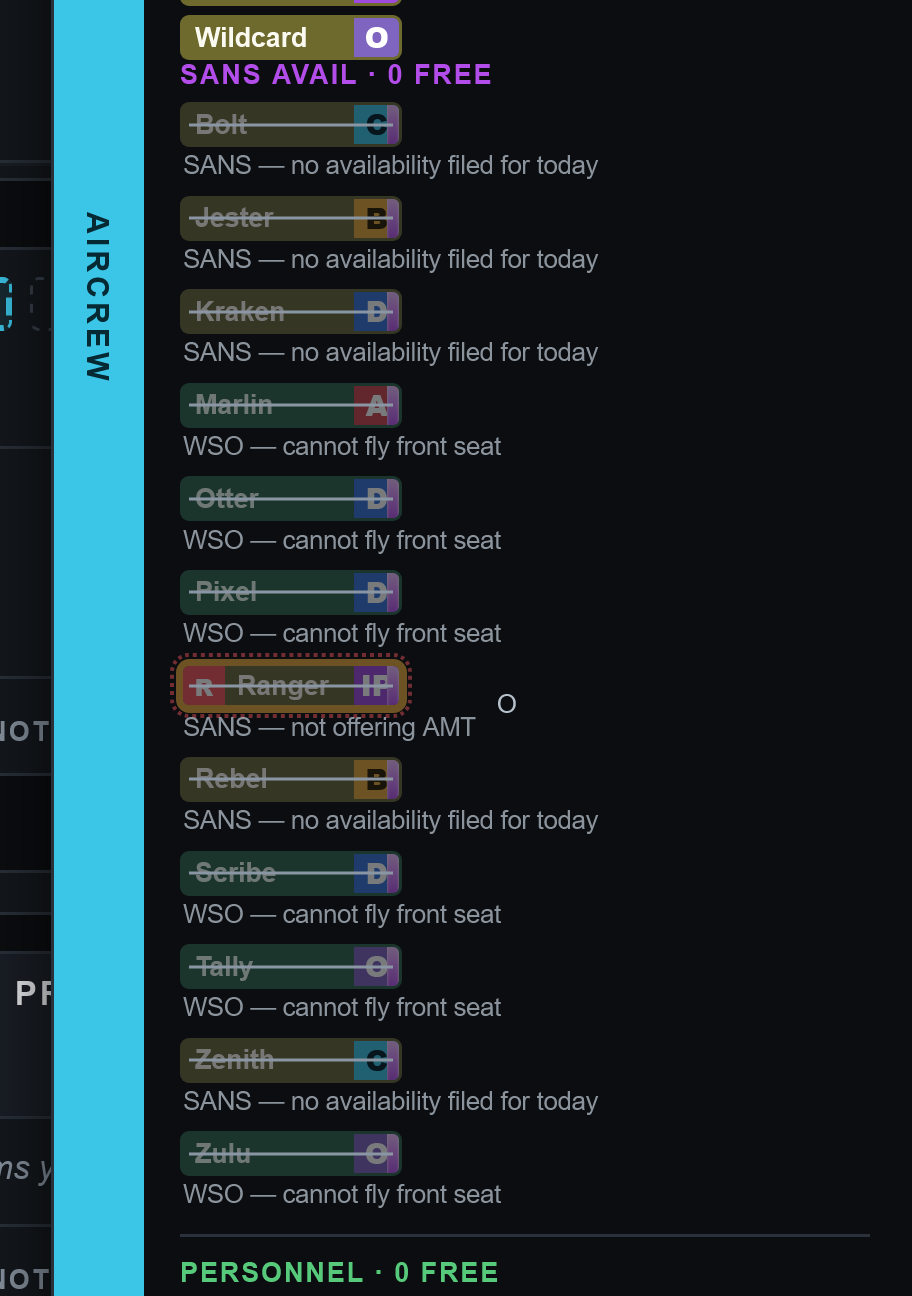 Wildcard O
SANS AVAIL · 0 FREE
Bolt C
SANS — no availability filed for today
Jester B
SANS — no availability filed for today
Kraken D
SANS — no availability filed for today
AIRCREW
Marlin A
WSO — cannot fly front seat
Otter D
WSO — cannot fly front seat
Pixel D
WSO — cannot fly front seat
R Ranger IP
O
SANS — not offering AMT
NOT
Rebel B
SANS — no availability filed for today
Scribe D
WSO — cannot fly front seat
Tally O
PR
WSO — cannot fly front seat
Zenith C
SANS — no availability filed for today
Zulu O
ms y
WSO — cannot fly front seat
PERSONNEL · 0 FREE
NOT